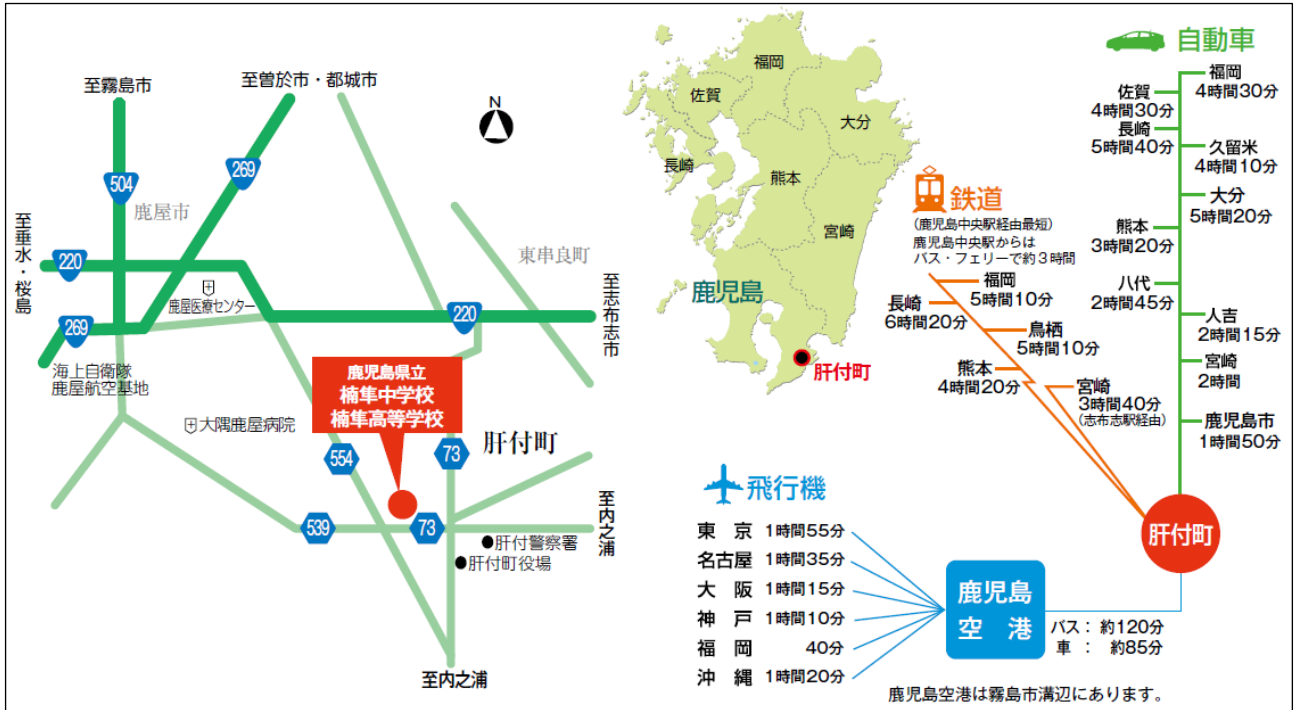 至霧島市
至曽於市・都城市
N
504
269
鹿屋市
至垂水・桜島
220
鹿屋医療センター
東串良町
至志布志市
220
269
海上自衛隊
鹿屋航空基地
鹿児島県立
楠隼中学校
楠隼高等学校
大隅鹿屋病院
肝付町
554
73
539
73
至内之浦
肝付警察署
肝付町役場
至内之浦
福岡
佐賀
大分
長崎
熊本
宮崎
鹿児島
肝付町
自動車
福岡
4時間30分
佐賀
4時間30分
長崎
5時間40分
久留米
4時間10分
大分
5時間20分
熊本
3時間20分
八代
2時間45分
人吉
2時間15分
宮崎
2時間
鹿児島市
1時間50分
鉄道
(鹿児島中央駅経由最短)
鹿児島中央駅からは
バス・フェリーで約3時間
福岡
5時間10分
長崎
6時間20分
鳥栖
5時間10分
熊本
4時間20分
宮崎
3時間40分
(志布志駅経由)
肝付町
飛行機
東京 1時間55分
名古屋 1時間35分
大阪 1時間15分
神戸 1時間10分
福岡 40分
沖縄 1時間20分
鹿児島
空港
バス：約120分
車：約85分
鹿児島空港は霧島市溝辺にあります。